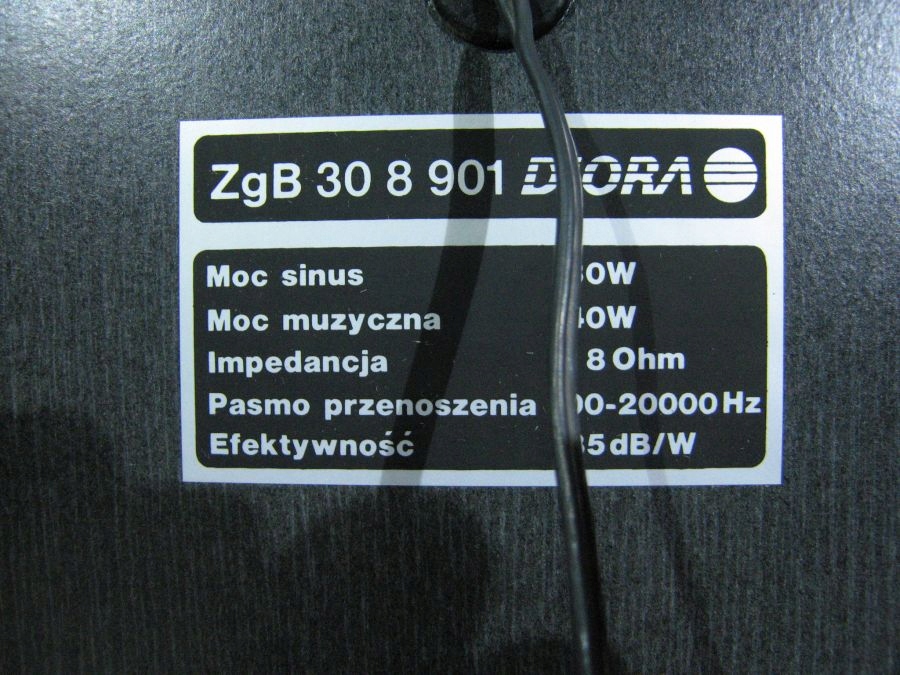 ZgB 30 8 901 DIORA
Moc sinus
Moc muzyczna
Impedancja 8 Ohm
Pasmo przenoszenia
Efektywność